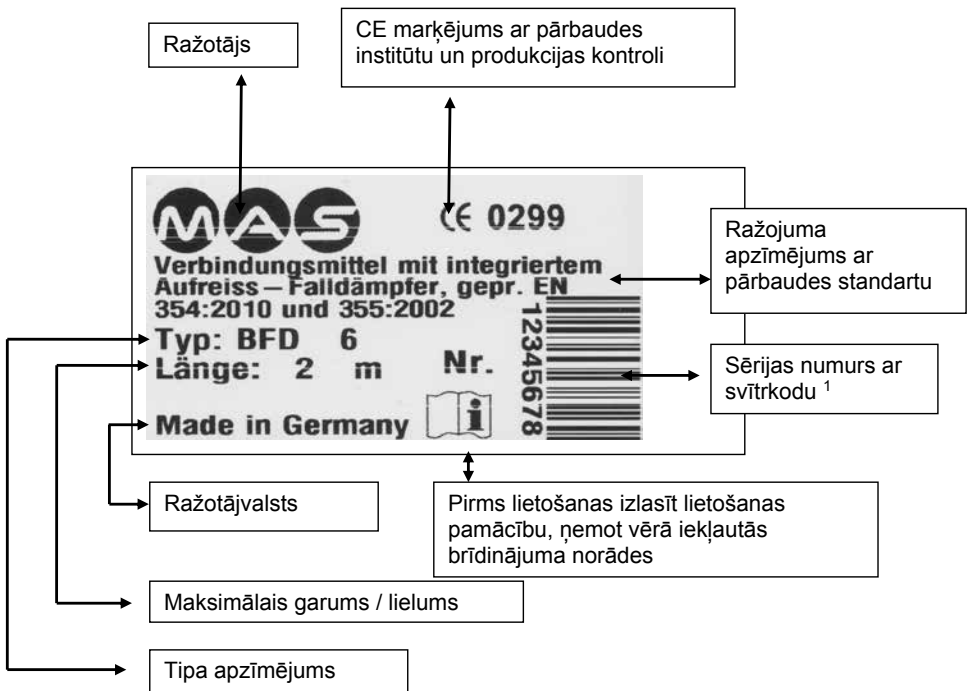 Ražotājs
CE marķējums ar pārbaudes
institūtu un produkcijas kontroli
MAS
CE 0299
Verbindungsmittel mit integriertem
Aufreiss – Falldämpfer, gepr. EN
354:2010 und 355:2002
Typ: BFD 6
Länge: 2 m
Nr.
12345678
Made in Germany
i
Ražojuma
apzīmējums ar
pārbaudes standartu
Sērijas numurs ar
svītrkodu ¹
Ražotājvalsts
Pirms lietošanas izlasīt lietošanas
pamācību, ņemot vērā iekļautās
brīdinājuma norādes
Maksimālais garums / lielums
Tipa apzīmējums